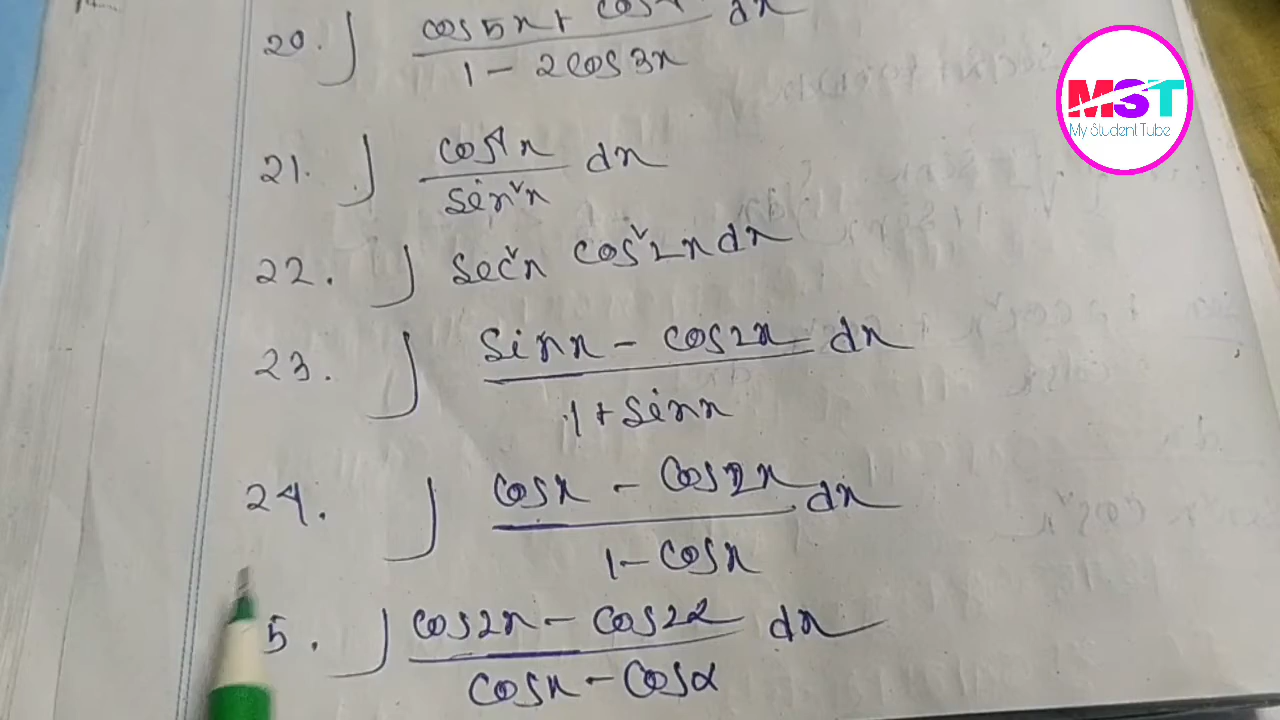 20. ∫ cos5x + cos4x / 1 - 2cos3x dx
21. ∫ cos⁴x / sin²x dx
22. ∫ sec²x cos²2x dx
23. ∫ sinx - cos2x / 1 + sinx dx
24. ∫ cosx - cos2x / 1 - cosx dx
5. ∫ cos2x - cos2α / cosx - cosα dx
MST
My Student Tube